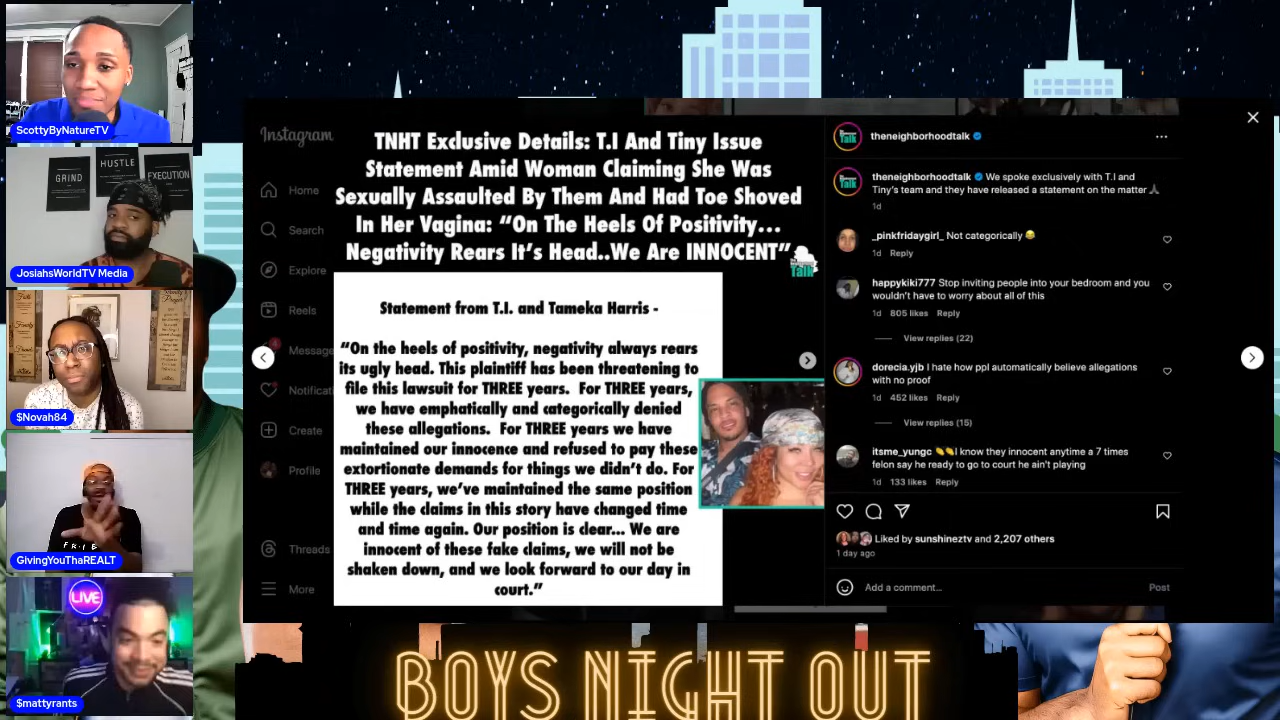 ScottyByNatureTV
GRIND
HUSTLE
EXECUTION
JosiahsWorldTV Media
$Novah84
GivingYouThaREALT
LIVE
$mattyrants
Instagram
Home
Search
Explore
Reels
Message
Notificati
Create
Profile
Threads
More
TNHT Exclusive Details: T.I And Tiny Issue
Statement Amid Woman Claiming She Was
Sexually Assaulted By Them And Had Toe Shoved
In Her Vagina: “On The Heels Of Positivity...
Negativity Rears It’s Head..We Are INNOCENT”
Talk
Statement from T.I. and Tameka Harris -
“On the heels of positivity, negativity always rears
its ugly head. This plaintiff has been threatening to
file this lawsuit for THREE years. For THREE years,
we have emphatically and categorically denied
these allegations. For THREE years we have
maintained our innocence and refused to pay these
extortionate demands for things we didn’t do. For
THREE years, we’ve maintained the same position
while the claims in this story have changed time
and time again. Our position is clear... We are
innocent of these fake claims, we will not be
shaken down, and we look forward to our day in
court.”
theneighborhoodtalk
theneighborhoodtalk We spoke exclusively with T.I and
Tiny's team and they have released a statement on the matter🙏🏿
1d
_pinkfridaygirl_ Not categorically 😂
1d Reply
happykiki777 Stop inviting people into your bedroom and you
wouldn't have to worry about all of this
1d 805 likes Reply
View replies (22)
dorecia.yjb I hate how ppl automatically believe allegations
with no proof
1d 452 likes Reply
View replies (15)
itsme_yungc 👏👏I know they innocent anytime a 7 times
felon say he ready to go to court he ain't playing
1d 133 likes Reply
Liked by sunshineztv and 2,207 others
1 day ago
Add a comment...
Post
BOYS NIGHT OUT